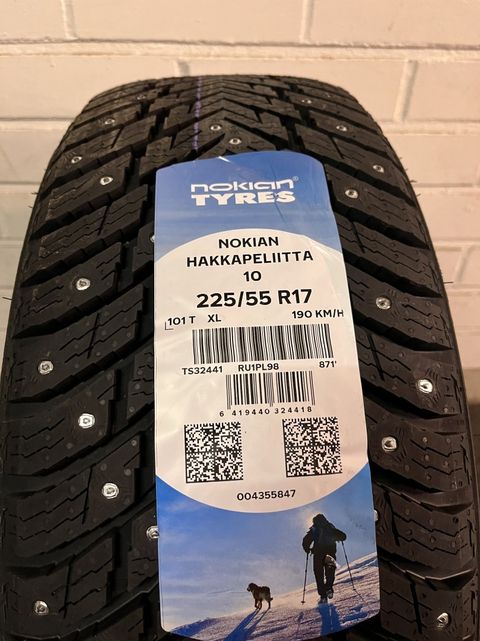 nokian®
TYRES
NOKIAN
HAKKAPELIITTA
10
225/55 R17
101 T XL 190 KM/H
TS32441 RU1PL98 871'
6 419440 324418
004355847